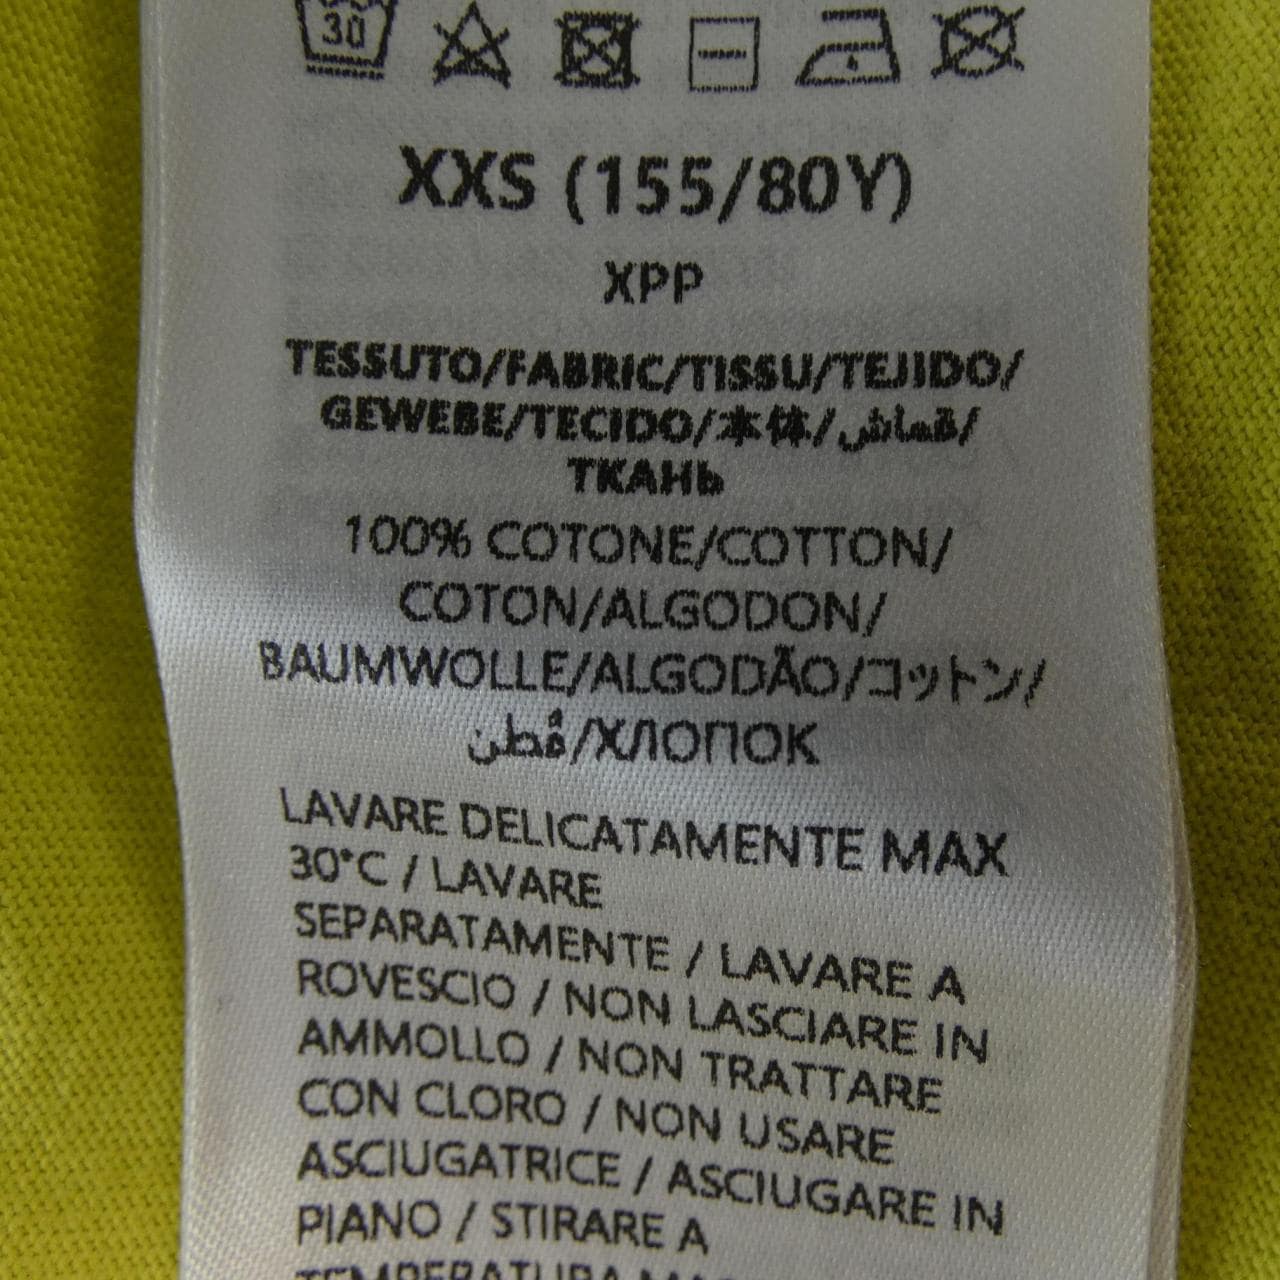 30
XXS (155/80Y)
XPP
TESSUTO/FABRIC/TISSU/TEJIDO/
GEWEBE/TECIDO/本体/قماش/
ТКАНЬ
100% COTONE/COTTON/
COTON/ALGODON/
BAUMWOLLE/ALGODÃO/コットン/
قُطن/ХЛОПОК
LAVARE DELICATAMENTE MAX
30°C / LAVARE
SEPARATAMENTE / LAVARE A
ROVESCIO / NON LASCIARE IN
AMMOLLO / NON TRATTARE
CON CLORO / NON USARE
ASCIUGATRICE / ASCIUGARE IN
PIANO / STIRARE A
TEMPERATURA